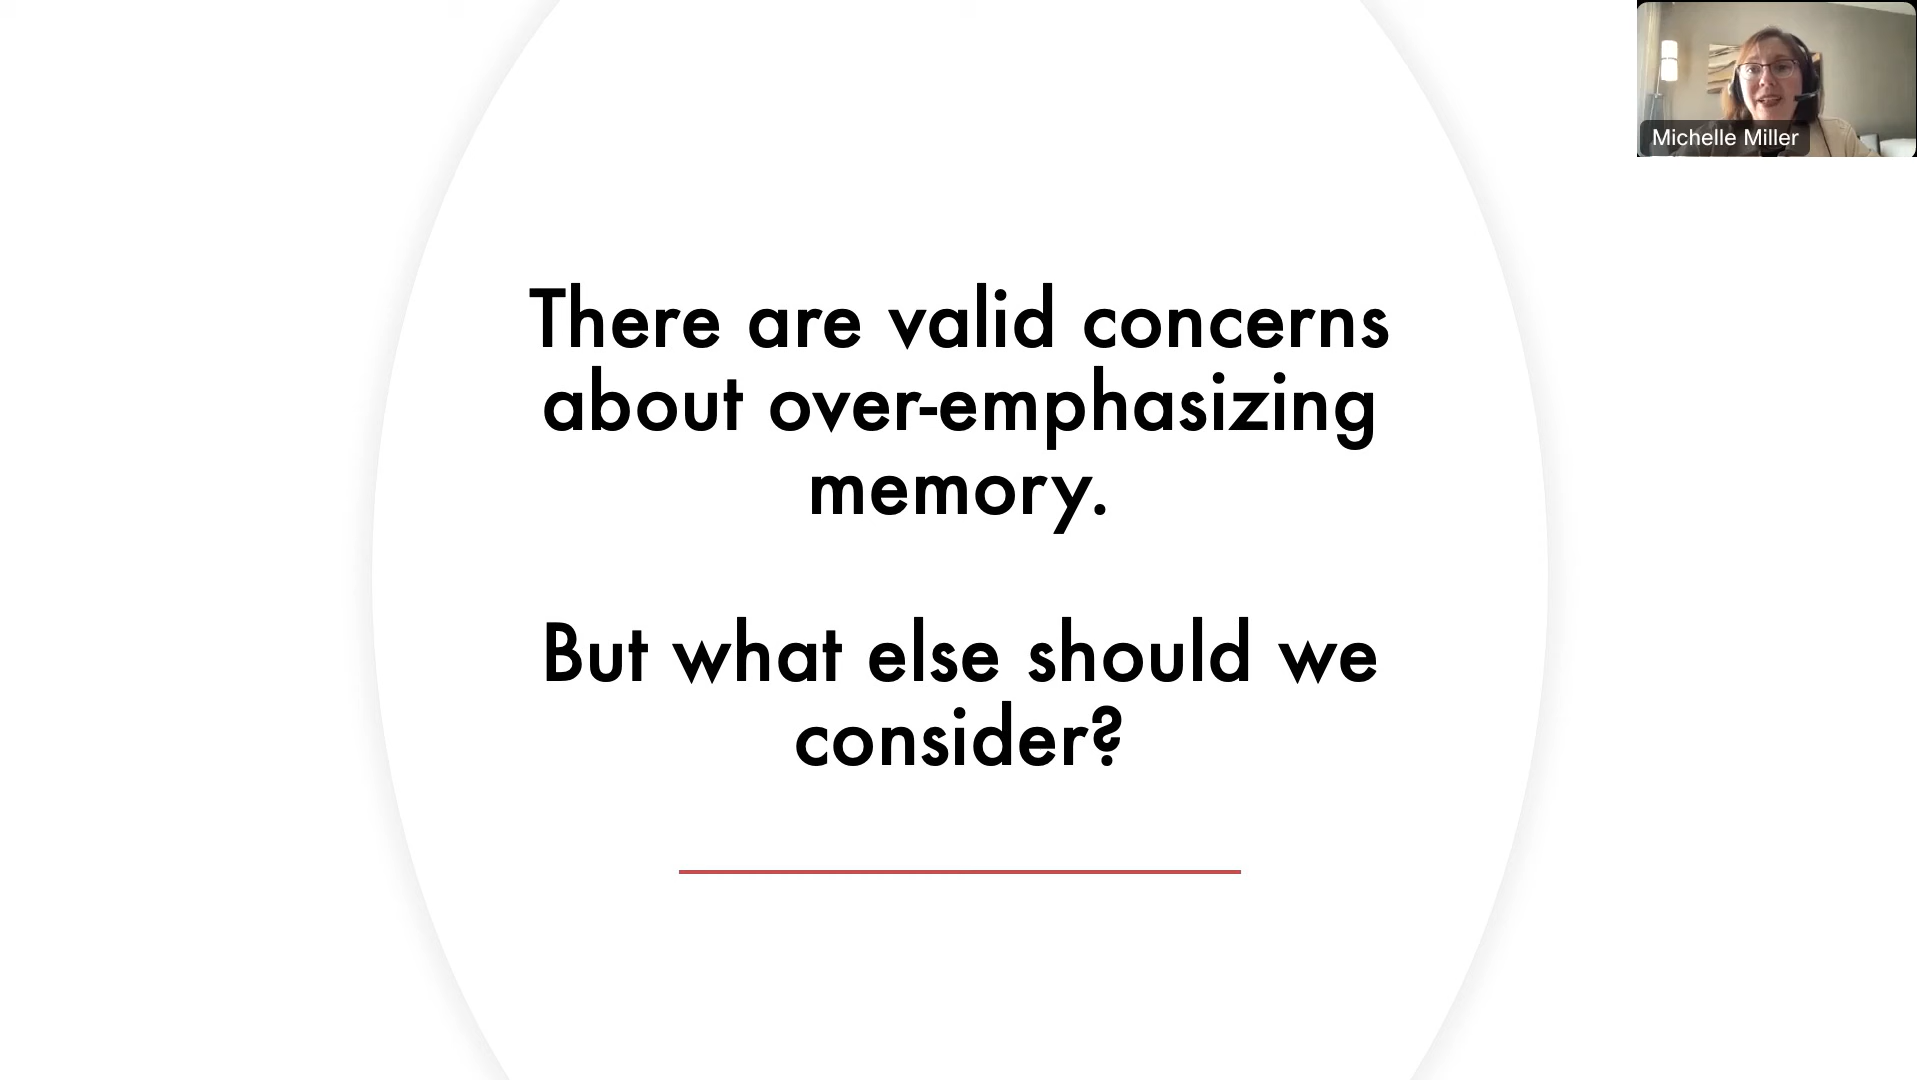 Michelle Miller
There are valid concerns
about over-emphasizing
memory.
But what else should we
consider?